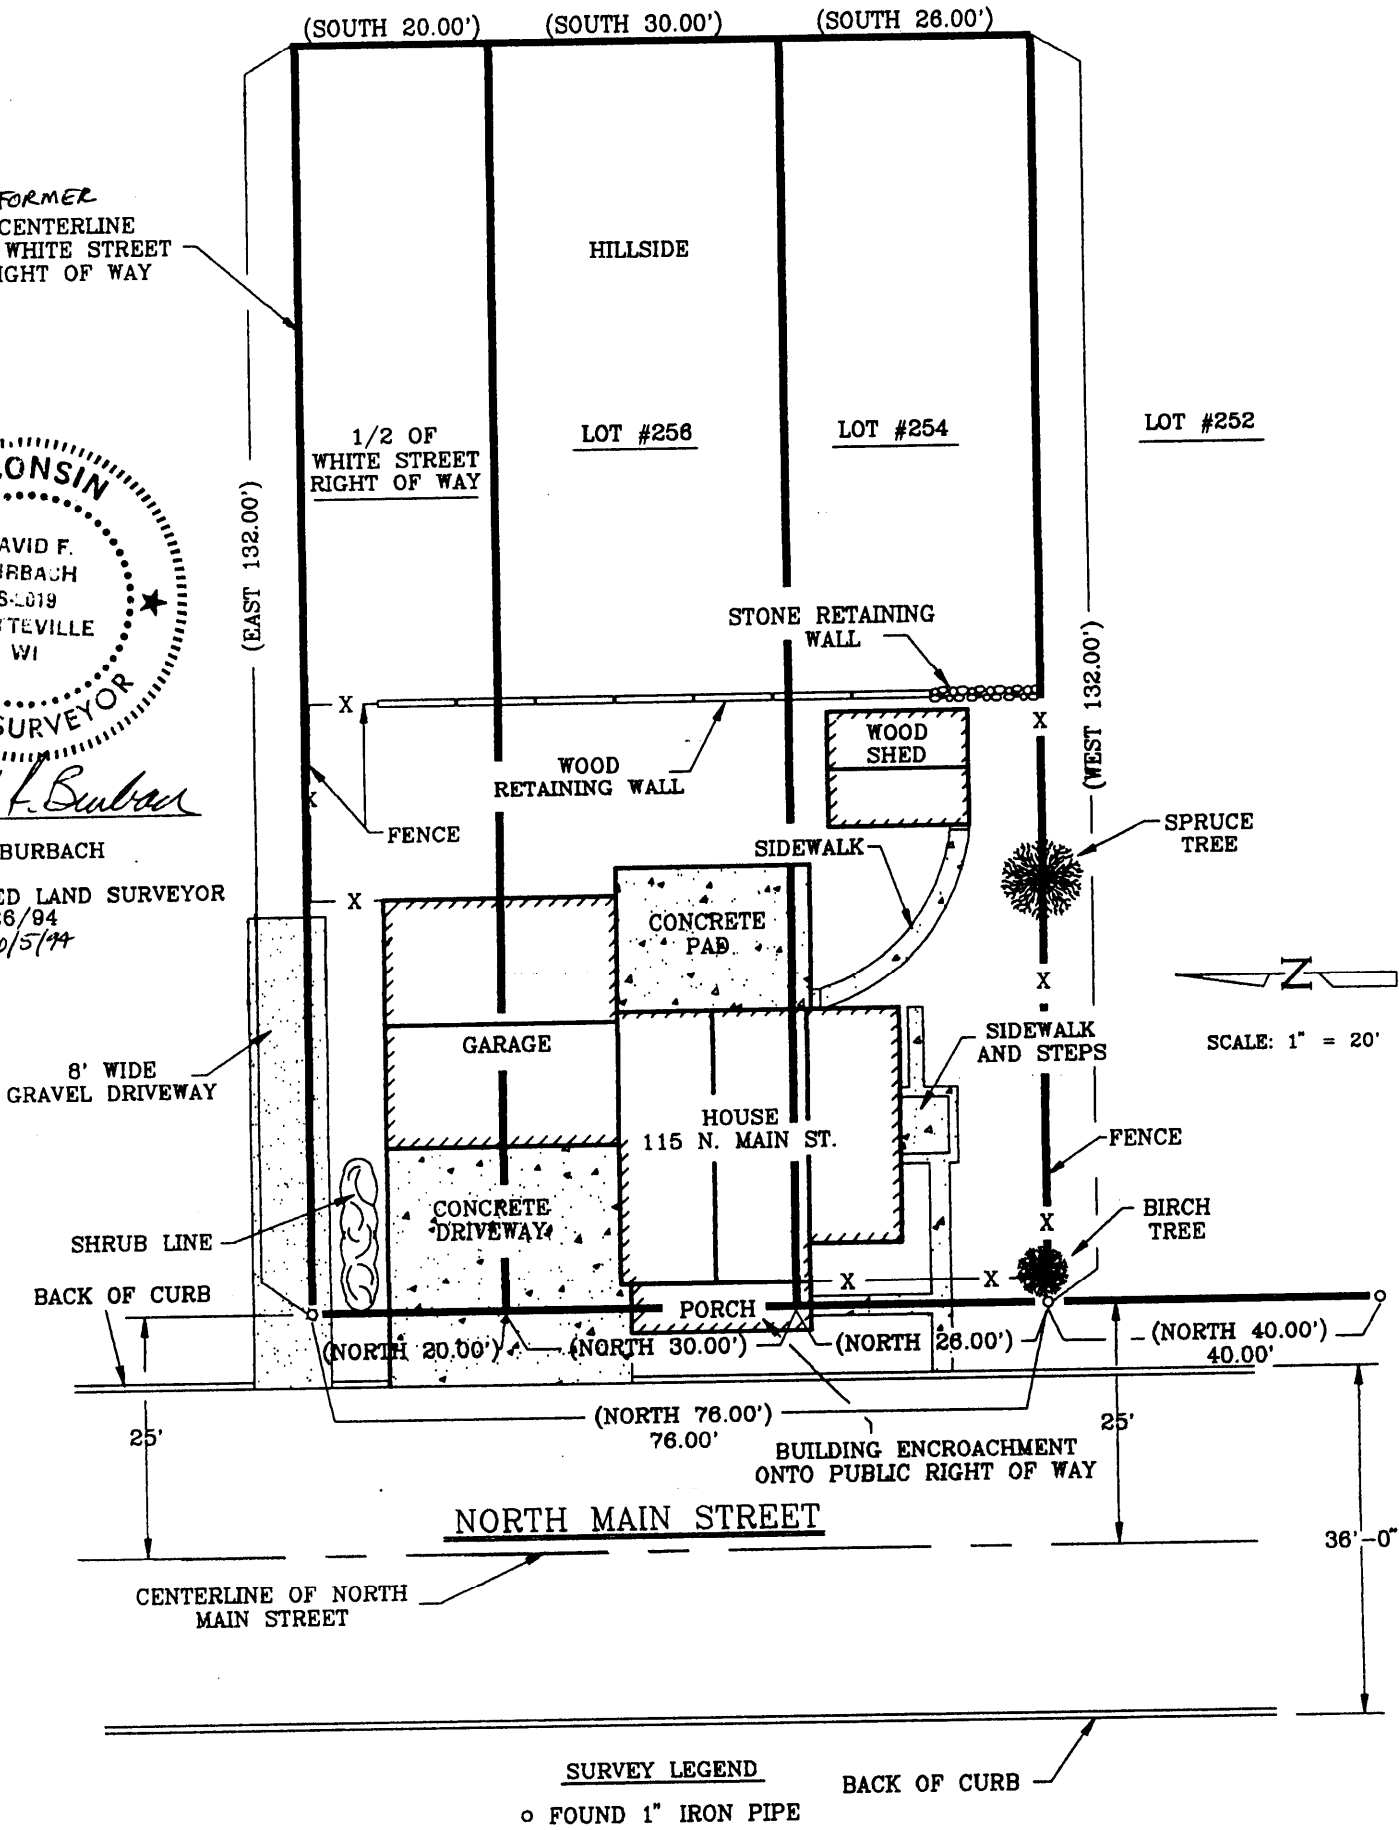 (SOUTH 20.00')
(SOUTH 30.00')
(SOUTH 26.00')
FORMER
CENTERLINE
WHITE STREET
IGHT OF WAY
HILLSIDE
1/2 OF
WHITE STREET
RIGHT OF WAY
LOT #256
LOT #254
LOT #252
(EAST 132.00')
(WEST 132.00')
ONSIN
AVID F.
TEVILLE
WI
SURVEYOR
F. Burbach
BURBACH
ED LAND SURVEYOR
6/94
/5/94
STONE RETAINING
WALL
X
X
WOOD
SHED
WOOD
RETAINING WALL
X
FENCE
SIDEWALK
SPRUCE
TREE
X
CONCRETE
PAD
X
N
SCALE: 1" = 20'
SIDEWALK
AND STEPS
GARAGE
8' WIDE
GRAVEL DRIVEWAY
HOUSE
115 N. MAIN ST.
FENCE
CONCRETE
DRIVEWAY
BIRCH
TREE
X
SHRUB LINE
X
X
BACK OF CURB
PORCH
(NORTH 20.00')
(NORTH 30.00')
(NORTH 26.00')
(NORTH 40.00')
40.00'
(NORTH 76.00')
76.00'
25'
25'
BUILDING ENCROACHMENT
ONTO PUBLIC RIGHT OF WAY
NORTH MAIN STREET
36'-0"
CENTERLINE OF NORTH
MAIN STREET
SURVEY LEGEND
BACK OF CURB
FOUND 1" IRON PIPE